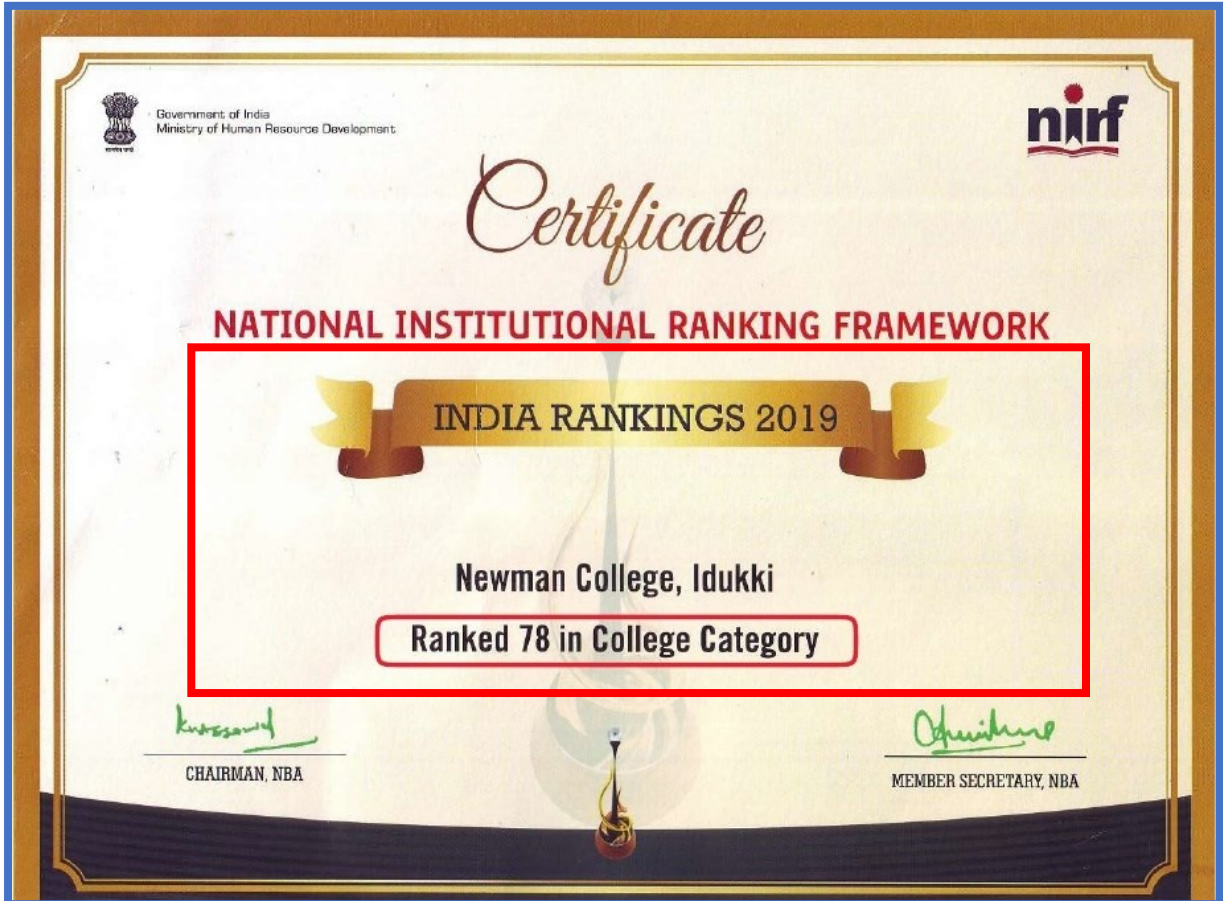 Government of India
Ministry of Human Resource Development
nirf
Certificate
NATIONAL INSTITUTIONAL RANKING FRAMEWORK
INDIA RANKINGS 2019
Newman College, Idukki
Ranked 78 in College Category
CHAIRMAN, NBA
MEMBER SECRETARY, NBA